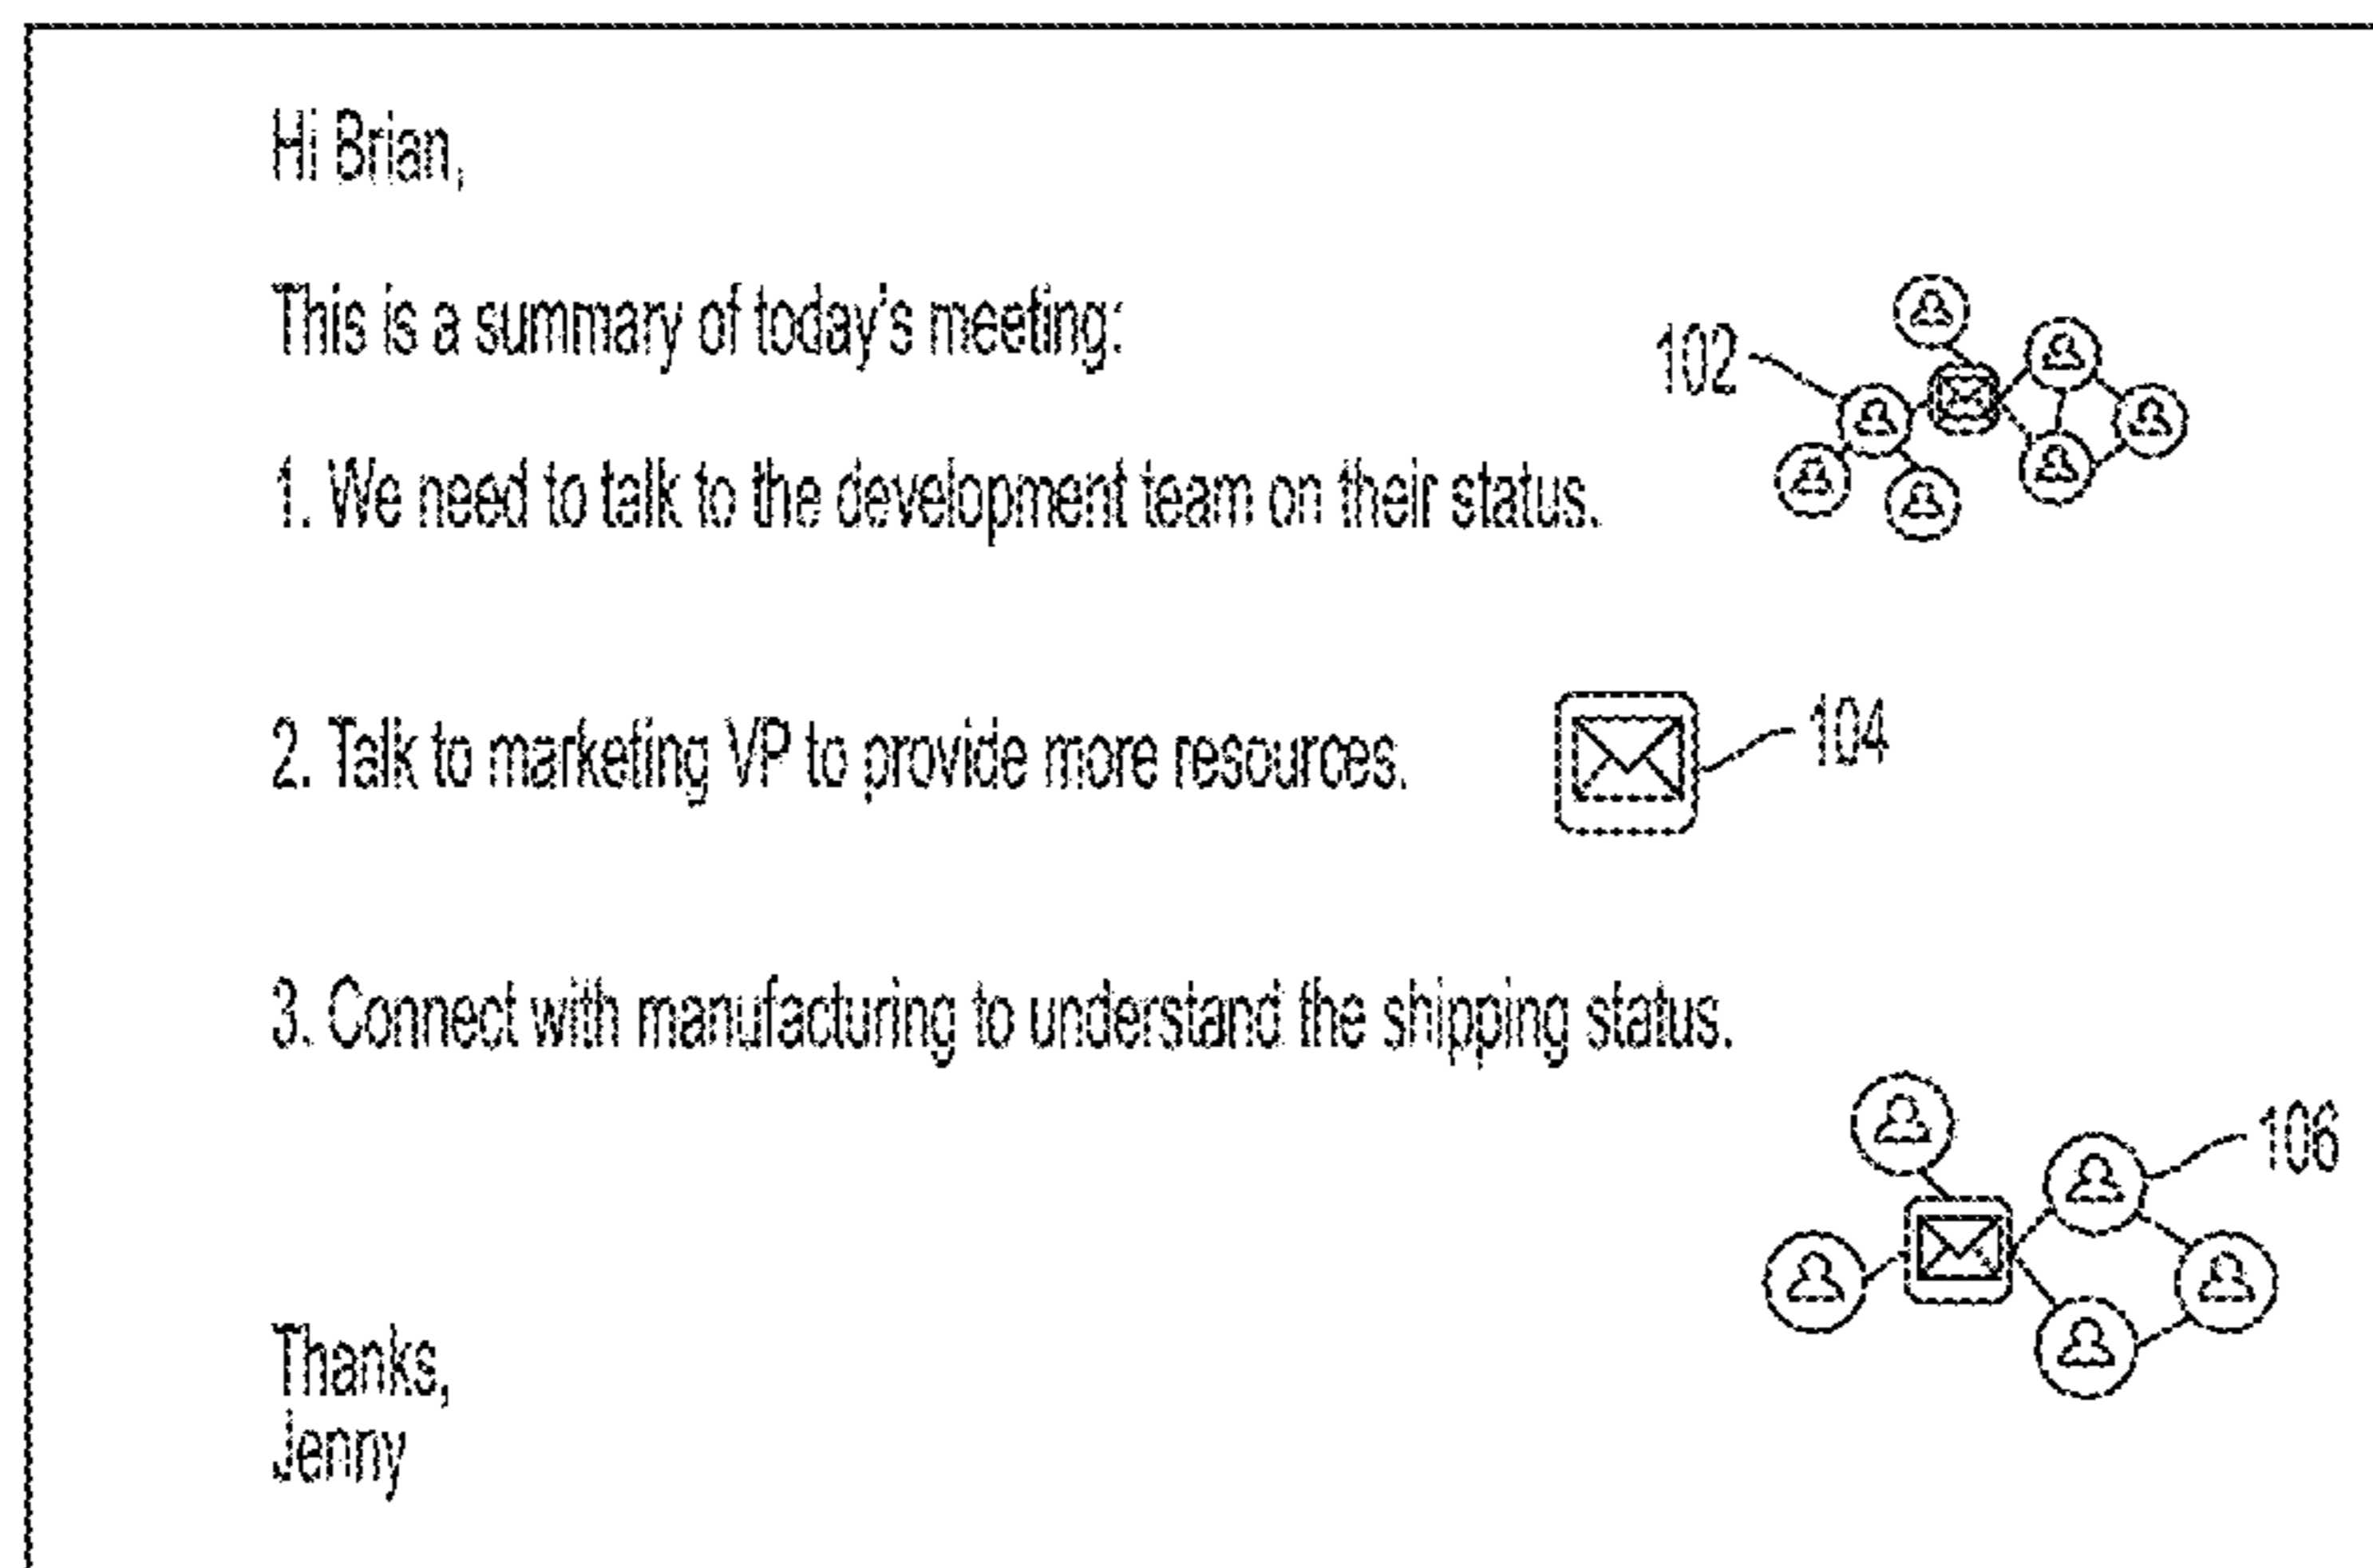 Hi Brian,
This is a summary of today's meeting:
102
1. We need to talk to the development team on their status.
2. Talk to marketing VP to provide more resources.
104
3. Connect with manufacturing to understand the shipping status.
106
Thanks,
Jenny